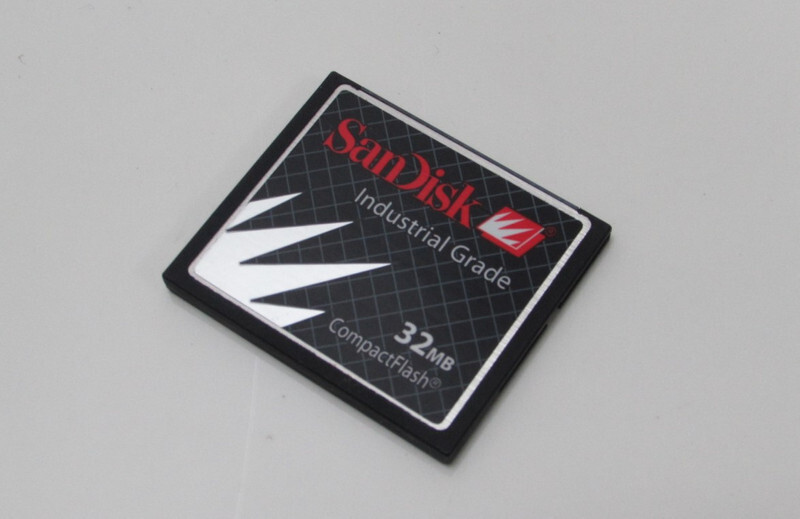 SanDisk®
Industrial Grade
32MB
CompactFlash®